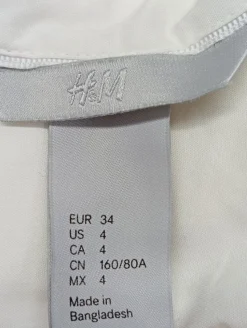 H&M
EUR 34
US 4
CA 4
CN 160/80A
MX 4
Made in
Bangladesh